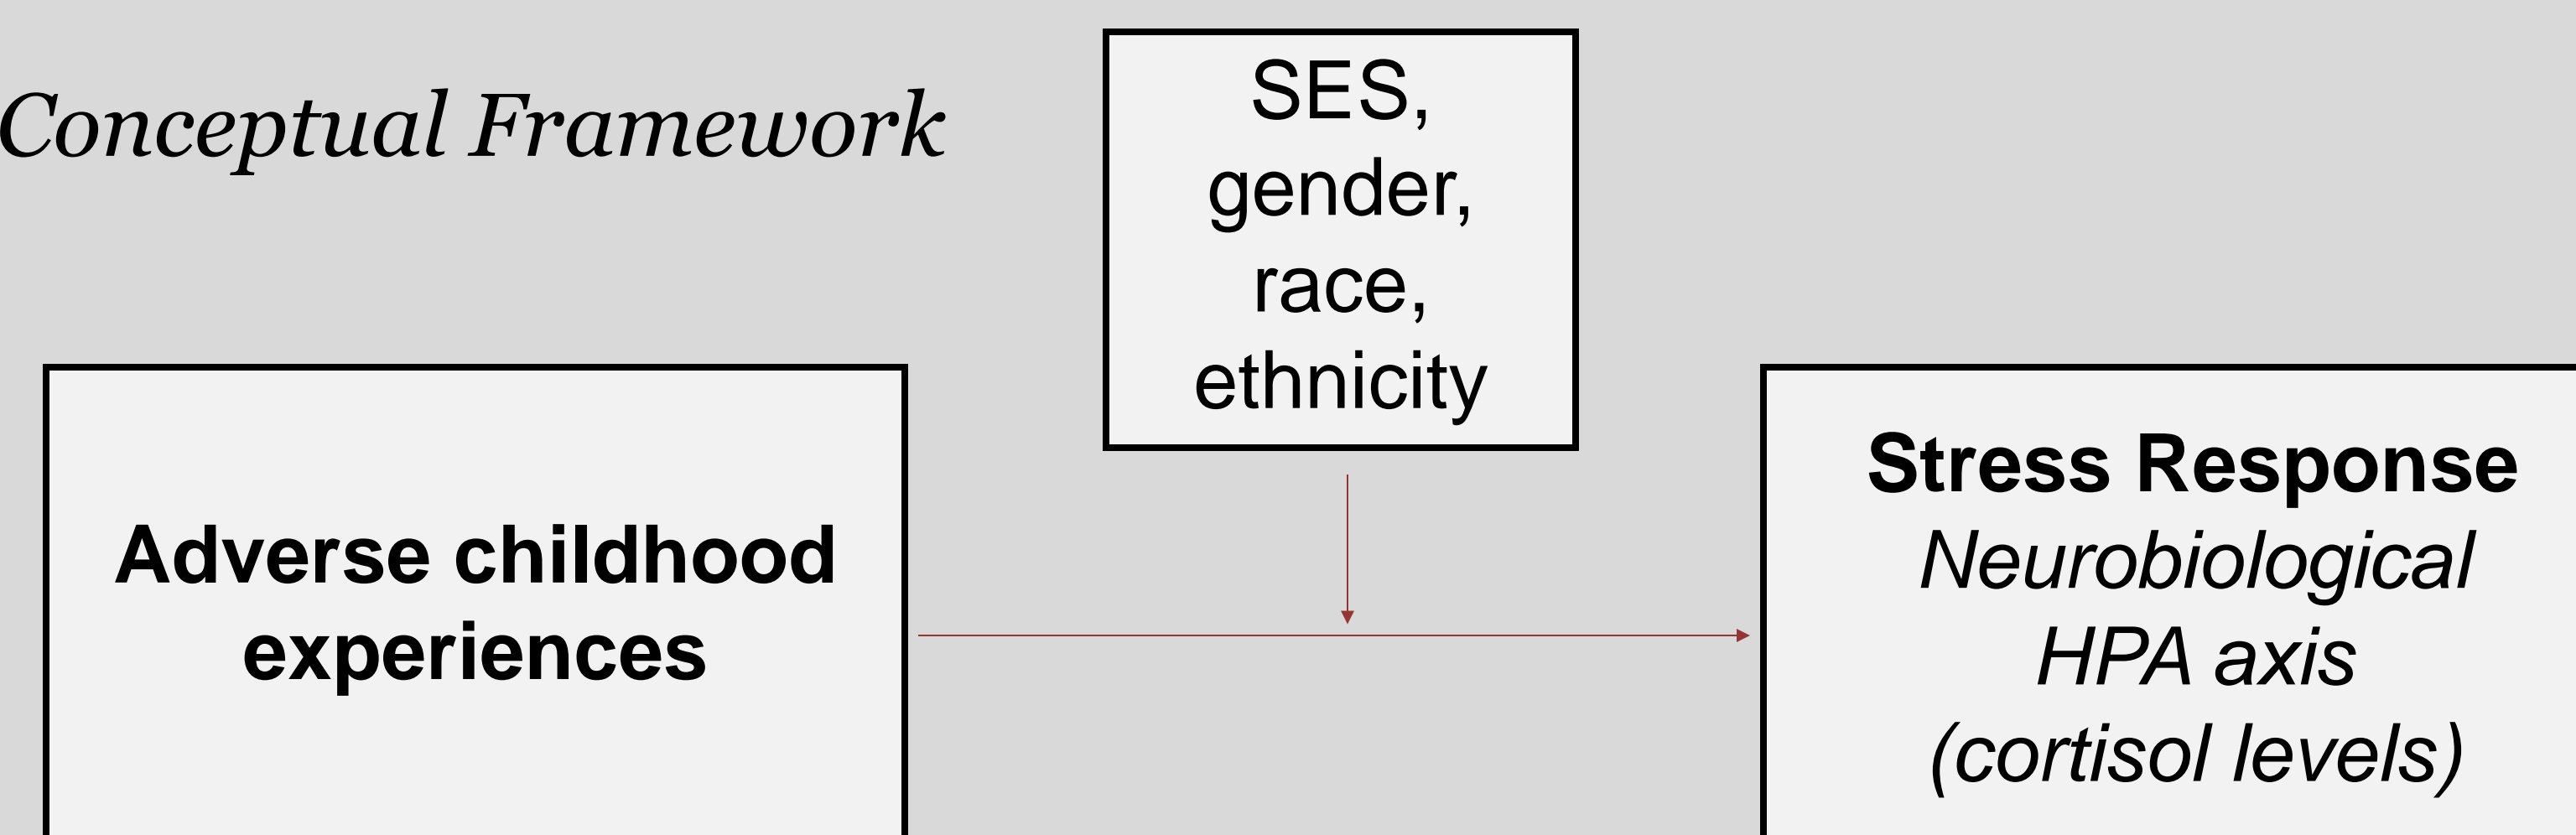 Conceptual Framework
SES,
gender,
race,
ethnicity
Adverse childhood
experiences
Stress Response
Neurobiological
HPA axis
(cortisol levels)